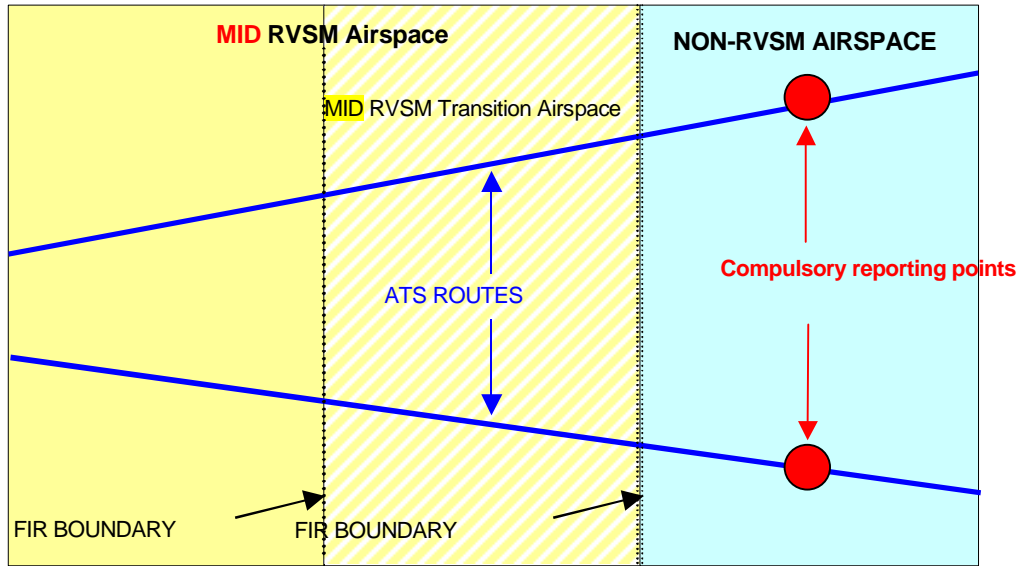 MID RVSM Airspace
NON-RVSM AIRSPACE
MID RVSM Transition Airspace
Compulsory reporting points
ATS ROUTES
FIR BOUNDARY
FIR BOUNDARY